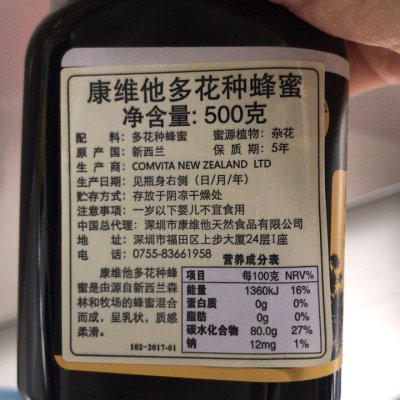 康维他多花种蜂蜜
净含量: 500克
配 料: 多花种蜂蜜 蜜源植物: 杂花
原 产 国: 新西兰 保 质 期: 5年
生 产 商: COMVITA NEW ZEALAND LTD
生产日期: 见瓶身右侧 (日/月/年)
贮存方式: 存放于阴凉干燥处
注意事项: 一岁以下婴儿不宜食用
中国总代理: 深圳市康维他天然食品有限公司
地 址: 深圳市福田区上步大厦24层I座
电 话: 0755-83661958
康维他多花种蜂
蜜是由源自新西兰森
林和牧场的蜂蜜混合
而成，呈乳状，质感
柔滑。
102-2017-01
营养成分表
项目 每100克 NRV%
能量 1360kJ 16%
蛋白质 0g 0%
脂肪 0g 0%
碳水化合物 80.0g 27%
钠 12mg 1%